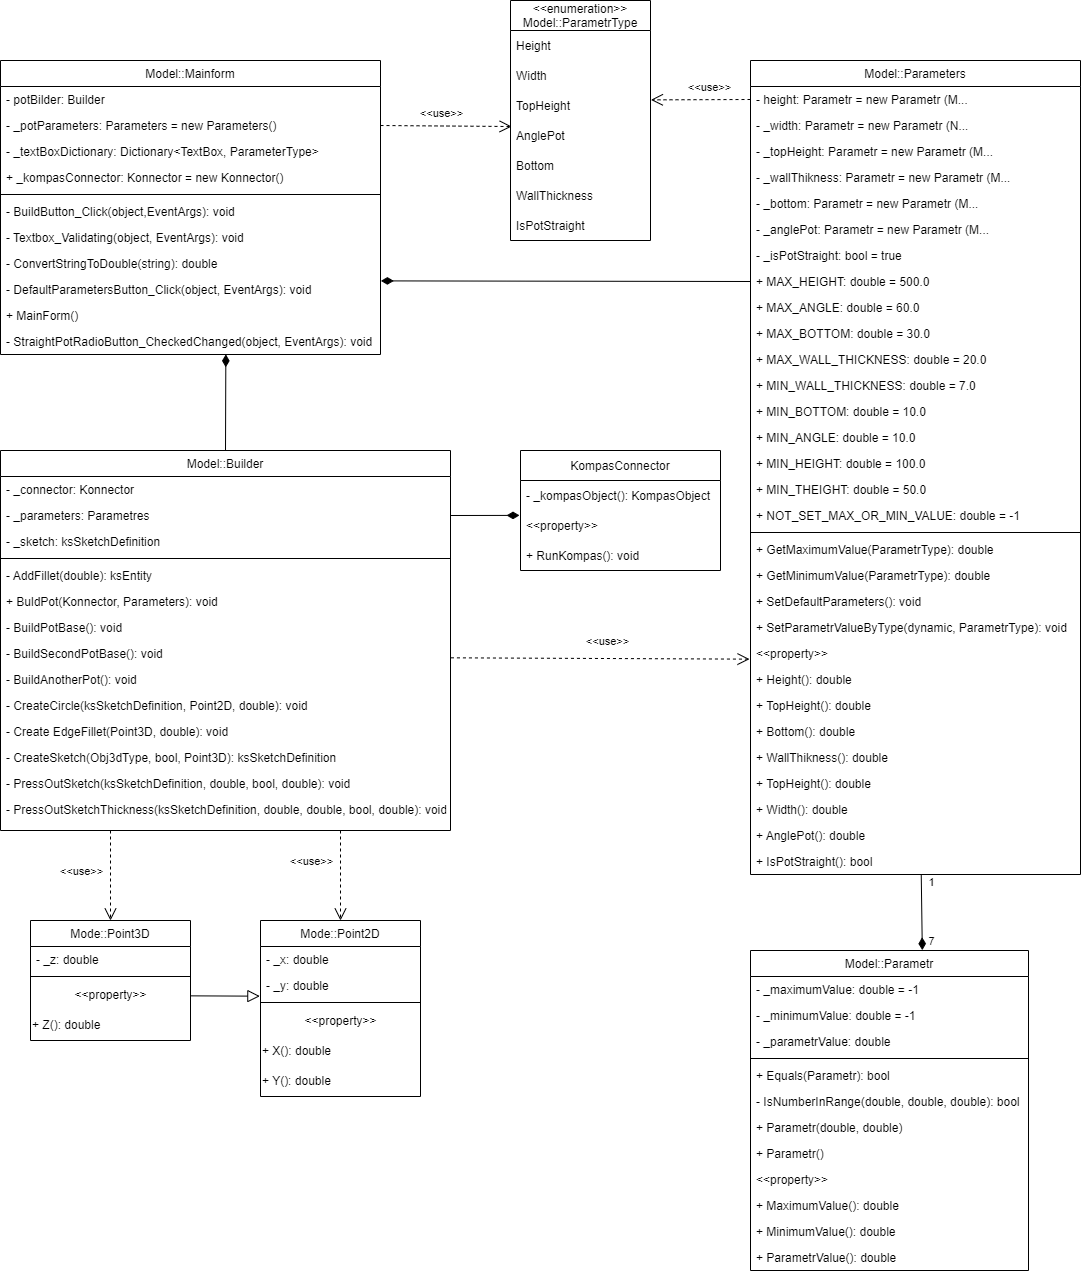 <<enumeration>>
Model::ParametrType
Height
Width
TopHeight
AnglePot
Bottom
WallThickness
IsPotStraight
Model::Mainform
- potBilder: Builder
- _potParameters: Parameters = new Parameters()
- _textBoxDictionary: Dictionary<TextBox, ParameterType>
+ _kompasConnector: Konnector = new Konnector()
- BuildButton_Click(object,EventArgs): void
- Textbox_Validating(object, EventArgs): void
- ConvertStringToDouble(string): double
- DefaultParametersButton_Click(object, EventArgs): void
+ MainForm()
- StraightPotRadioButton_CheckedChanged(object, EventArgs): void
<<use>>
<<use>>
Model::Parameters
- height: Parametr = new Parametr (M...
- _width: Parametr = new Parametr (N...
- _topHeight: Parametr = new Parametr (M...
- _wallThikness: Parametr = new Parametr (M...
- _bottom: Parametr = new Parametr (M...
- _anglePot: Parametr = new Parametr (M...
- _isPotStraight: bool = true
+ MAX_HEIGHT: double = 500.0
+ MAX_ANGLE: double = 60.0
+ MAX_BOTTOM: double = 30.0
+ MAX_WALL_THICKNESS: double = 20.0
+ MIN_WALL_THICKNESS: double = 7.0
+ MIN_BOTTOM: double = 10.0
+ MIN_ANGLE: double = 10.0
+ MIN_HEIGHT: double = 100.0
+ MIN_THEIGHT: double = 50.0
+ NOT_SET_MAX_OR_MIN_VALUE: double = -1
+ GetMaximumValue(ParametrType): double
+ GetMinimumValue(ParametrType): double
+ SetDefaultParameters(): void
+ SetParametrValueByType(dynamic, ParametrType): void
<<property>>
+ Height(): double
+ TopHeight(): double
+ Bottom(): double
+ WallThikness(): double
+ TopHeight(): double
+ Width(): double
+ AnglePot(): double
+ IsPotStraight(): bool
Model::Builder
- _connector: Konnector
- _parameters: Parametres
- _sketch: ksSketchDefinition
- AddFillet(double): ksEntity
+ BuldPot(Konnector, Parameters): void
- BuildPotBase(): void
- BuildSecondPotBase(): void
- BuildAnotherPot(): void
- CreateCircle(ksSketchDefinition, Point2D, double): void
- Create EdgeFillet(Point3D, double): void
- CreateSketch(Obj3dType, bool, Point3D): ksSketchDefinition
- PressOutSketch(ksSketchDefinition, double, bool, double): void
- PressOutSketchThickness(ksSketchDefinition, double, double, bool, double): void
KompasConnector
- _kompasObject(): KompasObject
<<property>>
+ RunKompas(): void
<<use>>
<<use>>
<<use>>
Mode::Point3D
- _z: double
<<property>>
+ Z(): double
Mode::Point2D
- _x: double
- _y: double
<<property>>
+ X(): double
+ Y(): double
1
7
Model::Parametr
- _maximumValue: double = -1
- _minimumValue: double = -1
- _parametrValue: double
+ Equals(Parametr): bool
- IsNumberInRange(double, double, double): bool
+ Parametr(double, double)
+ Parametr()
<<property>>
+ MaximumValue(): double
+ MinimumValue(): double
+ ParametrValue(): double